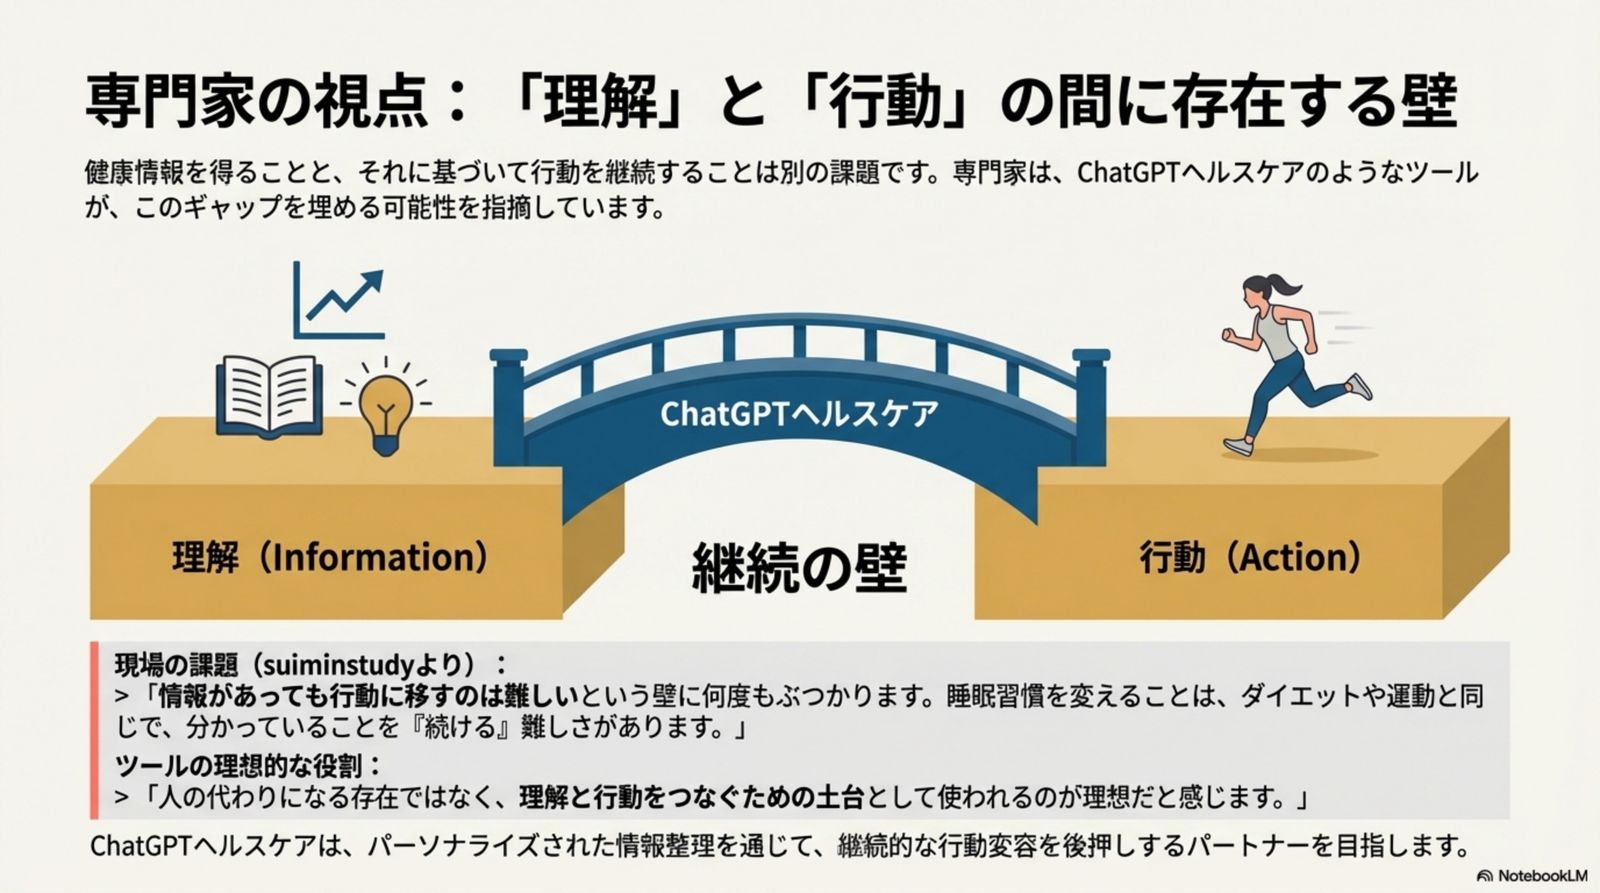 専門家の視点：「理解」と「行動」の間に存在する壁
健康情報を得ることと、それに基づいて行動を継続することは別の課題です。専門家は、ChatGPTヘルスケアのようなツール
が、このギャップを埋める可能性を指摘しています。
ChatGPTヘルスケア
理解（Information）
継続の壁
行動（Action）
現場の課題（suiminstudyより）：
> 「情報があっても行動に移すのは難しいという壁に何度もぶつかります。睡眠習慣を変えることは、ダイエットや運動と同
じで、分かっていることを『続ける』難しさがあります。」
ツールの理想的な役割：
> 「人の代わりになる存在ではなく、理解と行動をつなぐための土台として使われるのが理想だと感じます。」
ChatGPTヘルスケアは、パーソナライズされた情報整理を通じて、継続的な行動変容を後押しするパートナーを目指します。
NotebookLM